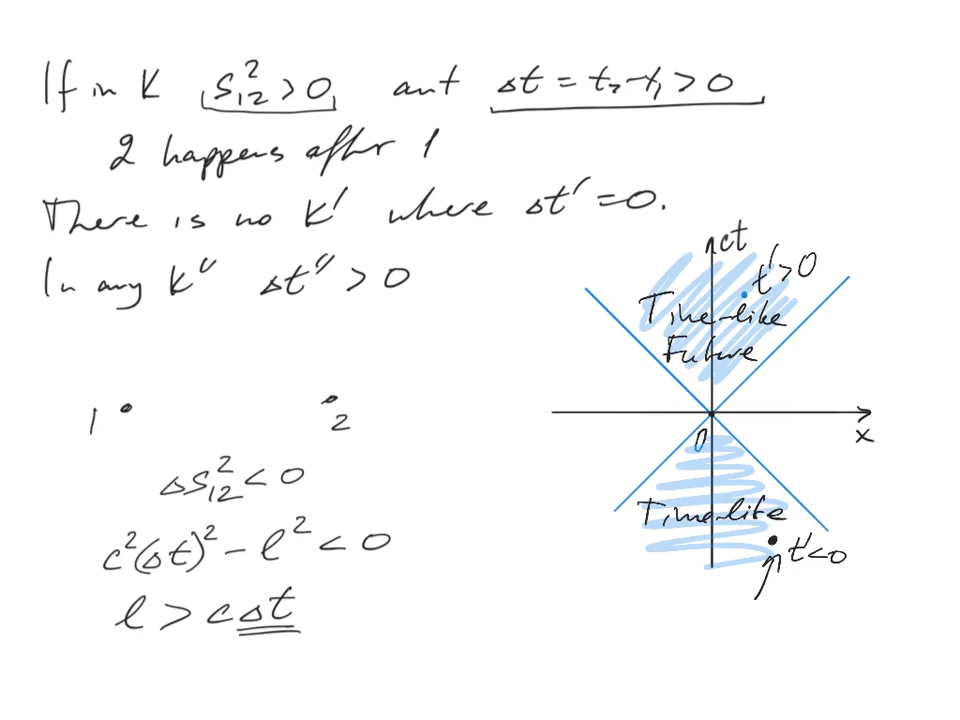 If in K S₁₂² > 0, ant Δt = t₂ - t₁ > 0
2 happens after 1
There is no K' where Δt' = 0.
In any K'' Δt'' > 0
1 2
ΔS₁₂² < 0
c²(Δt)² - l² < 0
l > cΔt
ct
t' > 0
Time-like
Future
x
0
Time-like
t' < 0